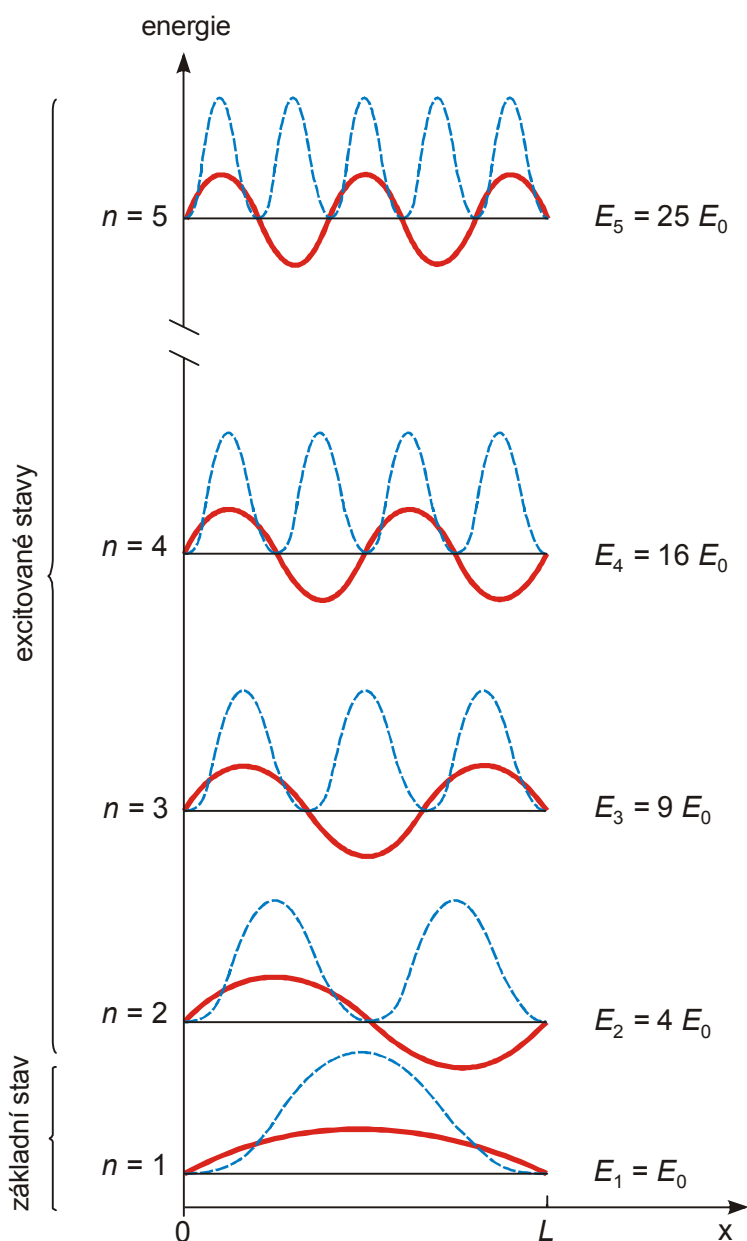 energie
n = 5
E₅ = 25 E₀
excitované stavy
n = 4
E₄ = 16 E₀
n = 3
E₃ = 9 E₀
n = 2
E₂ = 4 E₀
základní stav
n = 1
E₁ = E₀
0
L
x